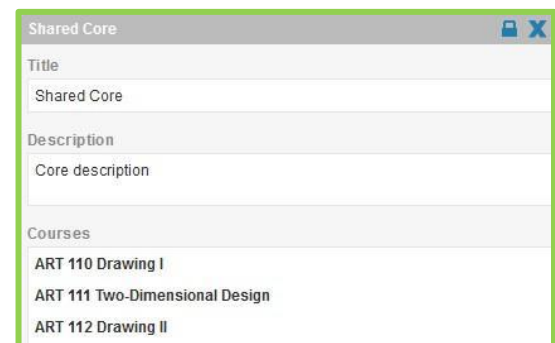 Shared Core
Title
Shared Core
Description
Core description
Courses
ART 110 Drawing I
ART 111 Two-Dimensional Design
ART 112 Drawing II